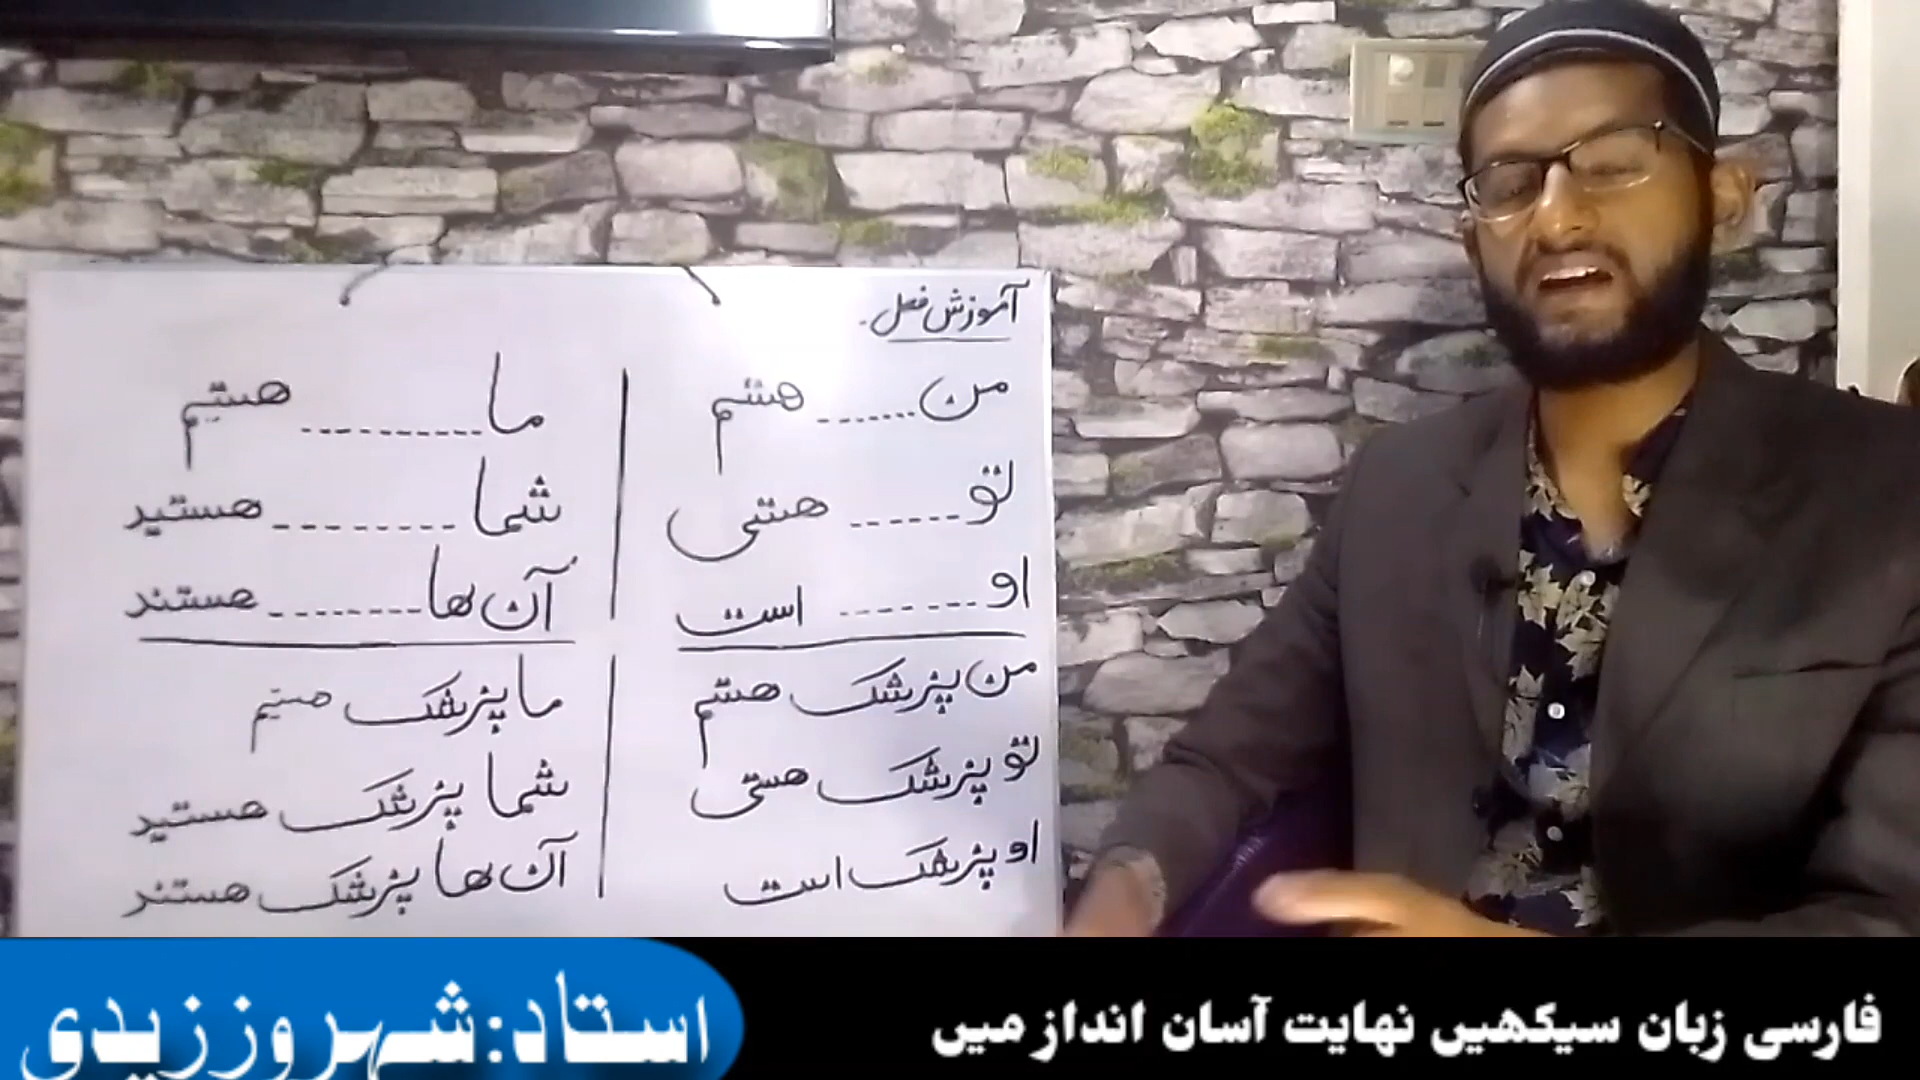 آموزش فعل.
من ....... هستم
تو ...... هستی
او ....... است
ما .......... هستیم
شما ......... هستید
آن ها ........ هستند
من پزشک هستم
تو پزشک هستی
او پزشک است
ما پزشک هستیم
شما پزشک هستید
آن ها پزشک هستند
فارسی زبان سیکھیں نہایت آسان انداز میں
استاد:شہروززیدی